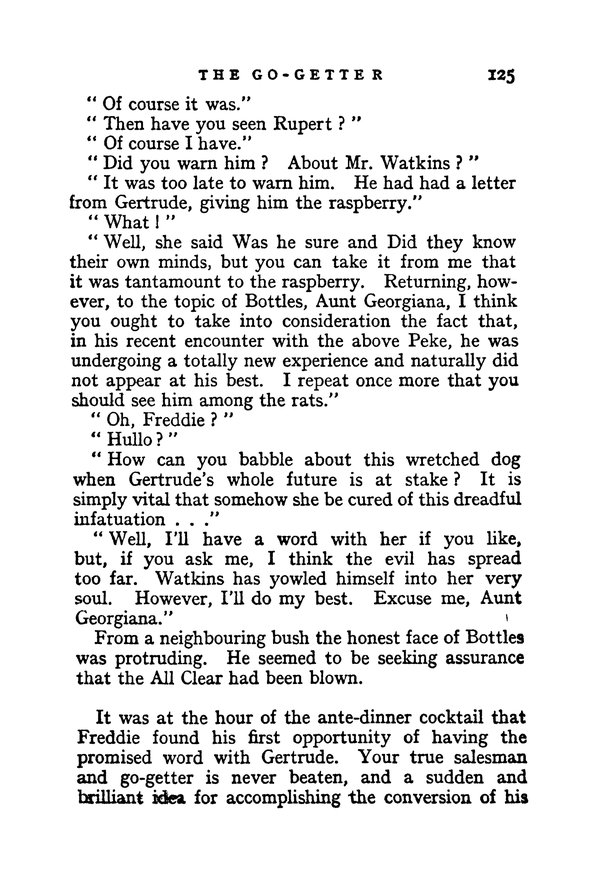 THE GO-GETTER 125
" Of course it was."
" Then have you seen Rupert ? "
" Of course I have."
" Did you warn him ? About Mr. Watkins ? "
" It was too late to warn him. He had had a letter
from Gertrude, giving him the raspberry."
" What ! "
" Well, she said Was he sure and Did they know
their own minds, but you can take it from me that
it was tantamount to the raspberry. Returning, how-
ever, to the topic of Bottles, Aunt Georgiana, I think
you ought to take into consideration the fact that,
in his recent encounter with the above Peke, he was
undergoing a totally new experience and naturally did
not appear at his best. I repeat once more that you
should see him among the rats."
" Oh, Freddie ? "
" Hullo ? "
" How can you babble about this wretched dog
when Gertrude's whole future is at stake ? It is
simply vital that somehow she be cured of this dreadful
infatuation . . ."
" Well, I'll have a word with her if you like,
but, if you ask me, I think the evil has spread
too far. Watkins has yowled himself into her very
soul. However, I'll do my best. Excuse me, Aunt
Georgiana."
From a neighbouring bush the honest face of Bottles
was protruding. He seemed to be seeking assurance
that the All Clear had been blown.
It was at the hour of the ante-dinner cocktail that
Freddie found his first opportunity of having the
promised word with Gertrude. Your true salesman
and go-getter is never beaten, and a sudden and
brilliant idea for accomplishing the conversion of his